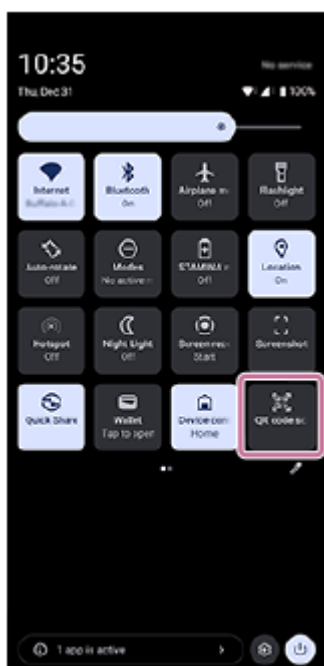 10:35
No service
Thu, Dec 31
100%
Internet
Bluetooth
On
Airplane m
Off
Flashlight
Off
Auto-rotate
Off
Modes
No active m
STAMINA
Off
Location
On
Hotspot
Off
Night Light
Off
Screen rec
Start
Screenshot
Quick Share
Wallet
Tap to open
Device con
Home
QR code sc
1 app is active